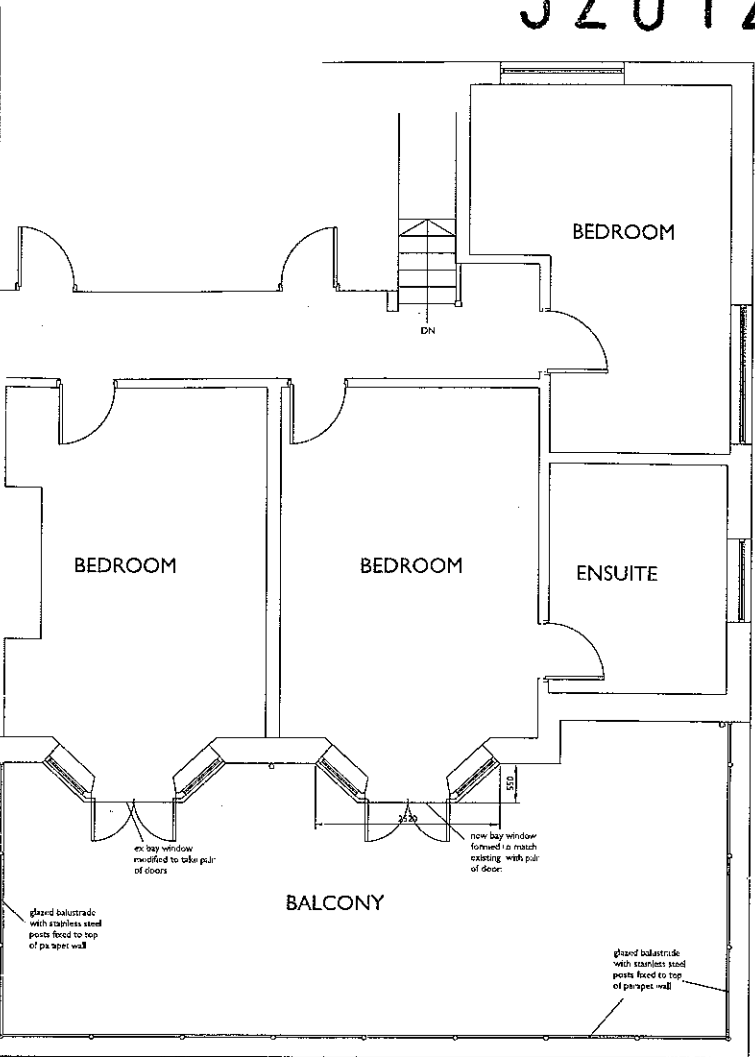 BEDROOM
DN
BEDROOM
BEDROOM
ENSUITE
550
2520
ex bay window
modified to take pair
of doors
new bay window
formed to match
existing with pair
of doors
BALCONY
glazed balustrade
with stainless steel
posts fixed to top
of parapet wall
glazed balastrade
with stainless steel
posts fixed to top
of parapet wall